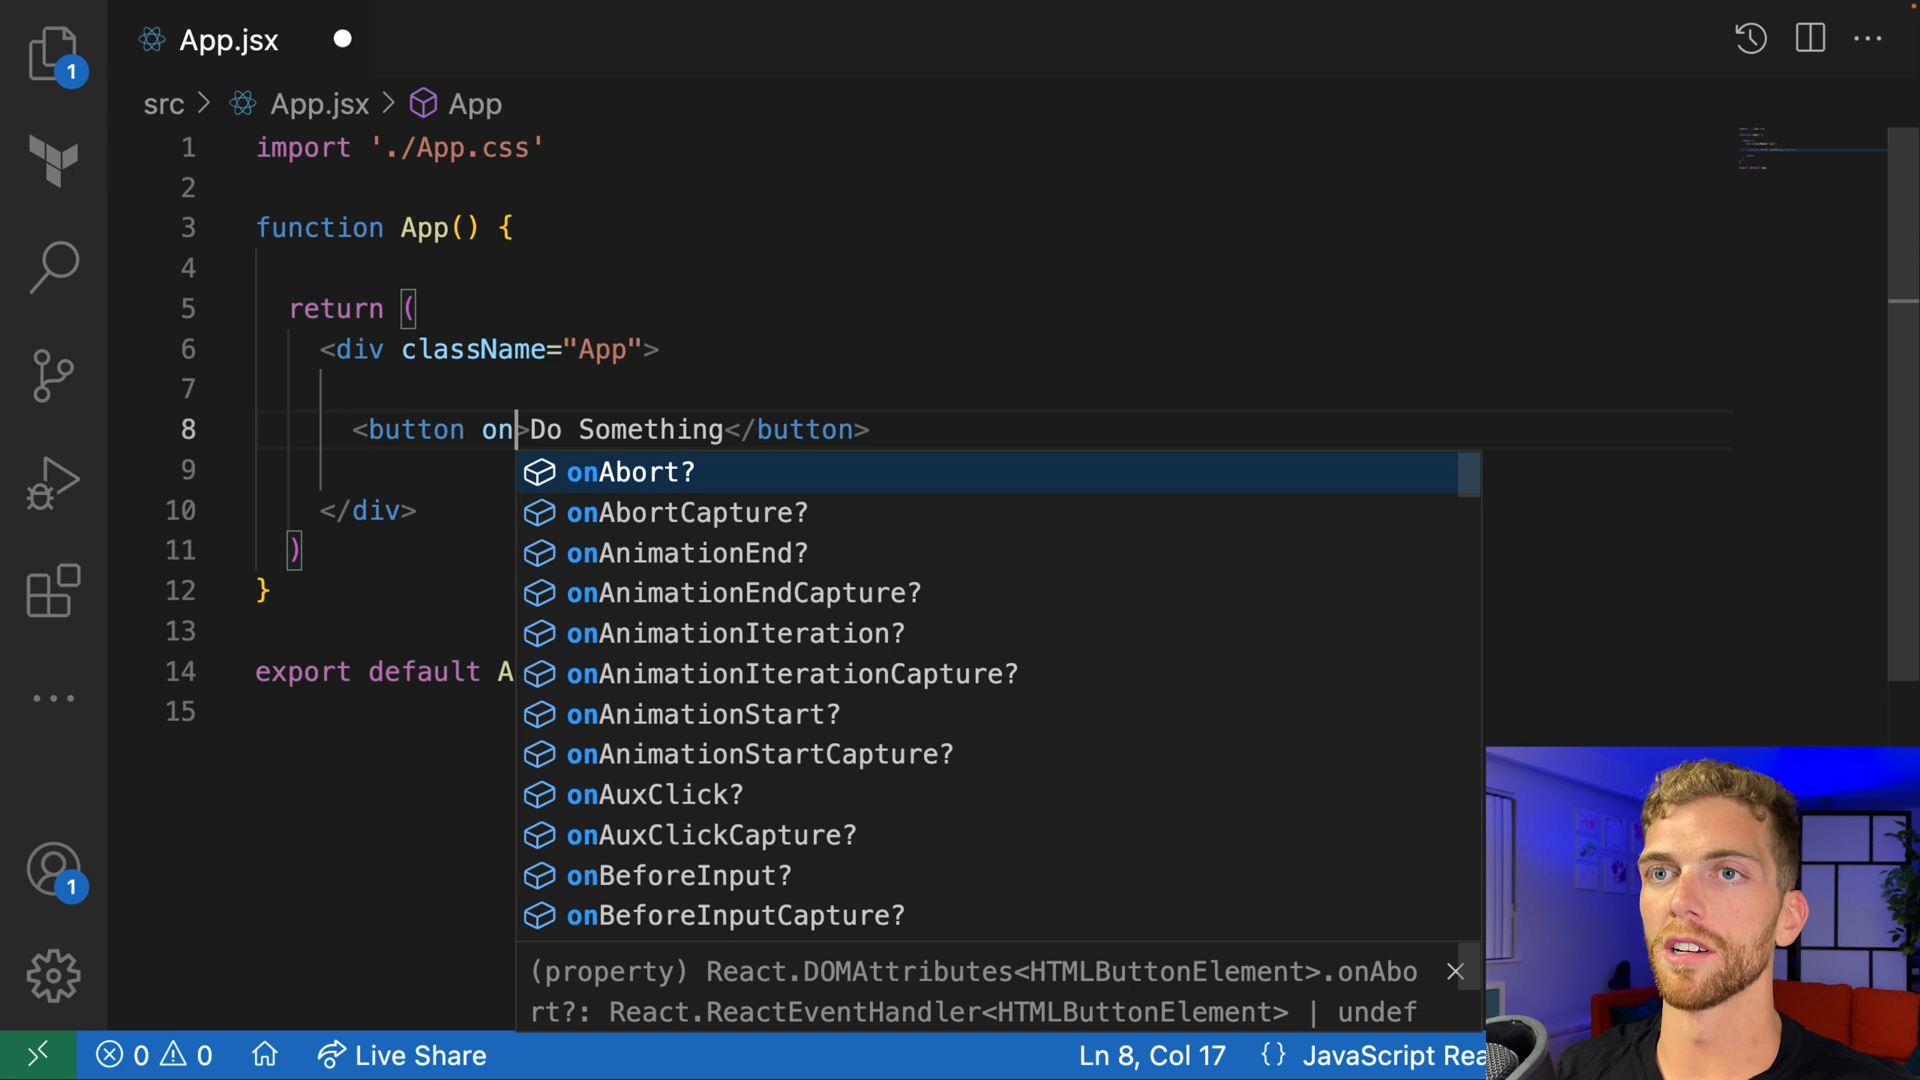 1
App.jsx
src > App.jsx > App
1 import './App.css'
2
3 function App() {
4
5 return (
6 <div className="App">
7
8 <button on>Do Something</button>
9
10 </div>
11 )
12 }
13
14 export default A
15
onAbort?
onAbortCapture?
onAnimationEnd?
onAnimationEndCapture?
onAnimationIteration?
onAnimationIterationCapture?
onAnimationStart?
onAnimationStartCapture?
onAuxClick?
onAuxClickCapture?
onBeforeInput?
onBeforeInputCapture?
(property) React.DOMAttributes<HTMLButtonElement>.onAbo
rt?: React.ReactEventHandler<HTMLButtonElement> | undef
1
0 0 Live Share Ln 8, Col 17 {} JavaScript Rea